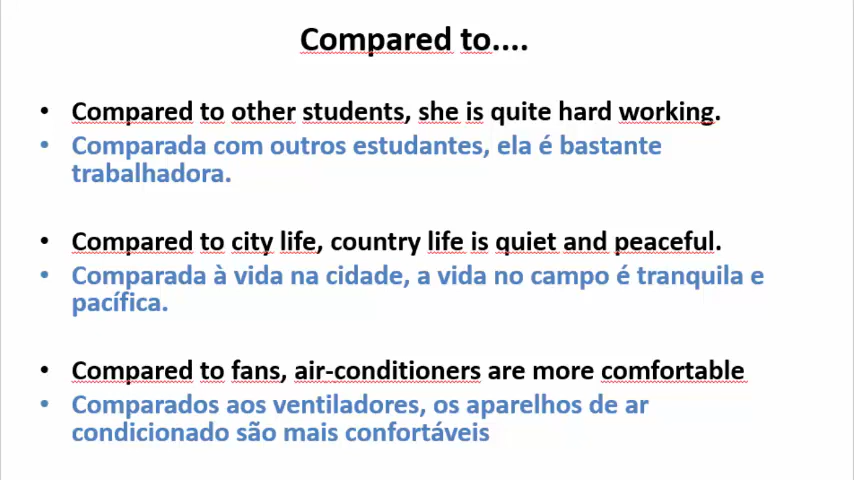 Compared to....
• Compared to other students, she is quite hard working.
• Comparada com outros estudantes, ela é bastante
trabalhadora.
• Compared to city life, country life is quiet and peaceful.
• Comparada à vida na cidade, a vida no campo é tranquila e
pacífica.
• Compared to fans, air-conditioners are more comfortable
• Comparados aos ventiladores, os aparelhos de ar
condicionado são mais confortáveis